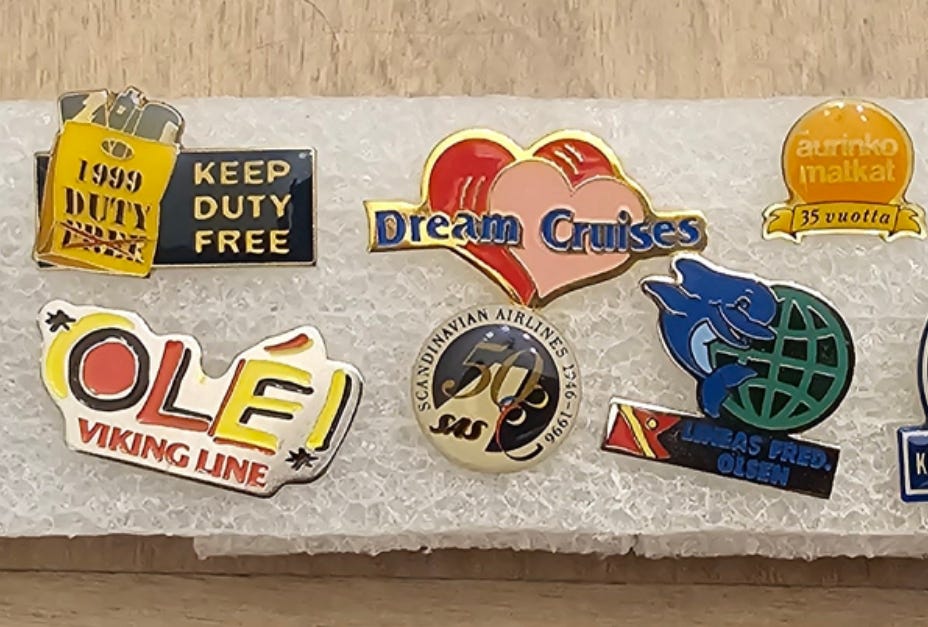 1999
DUTY
FREE
KEEP
DUTY
FREE
Dream Cruises
aurinko
matkat
35 vuotta
OLÉ!
VIKING LINE
SCANDINAVIAN AIRLINES 1946-1996
50
SAS
LINEAS FRED.
OLSEN
K